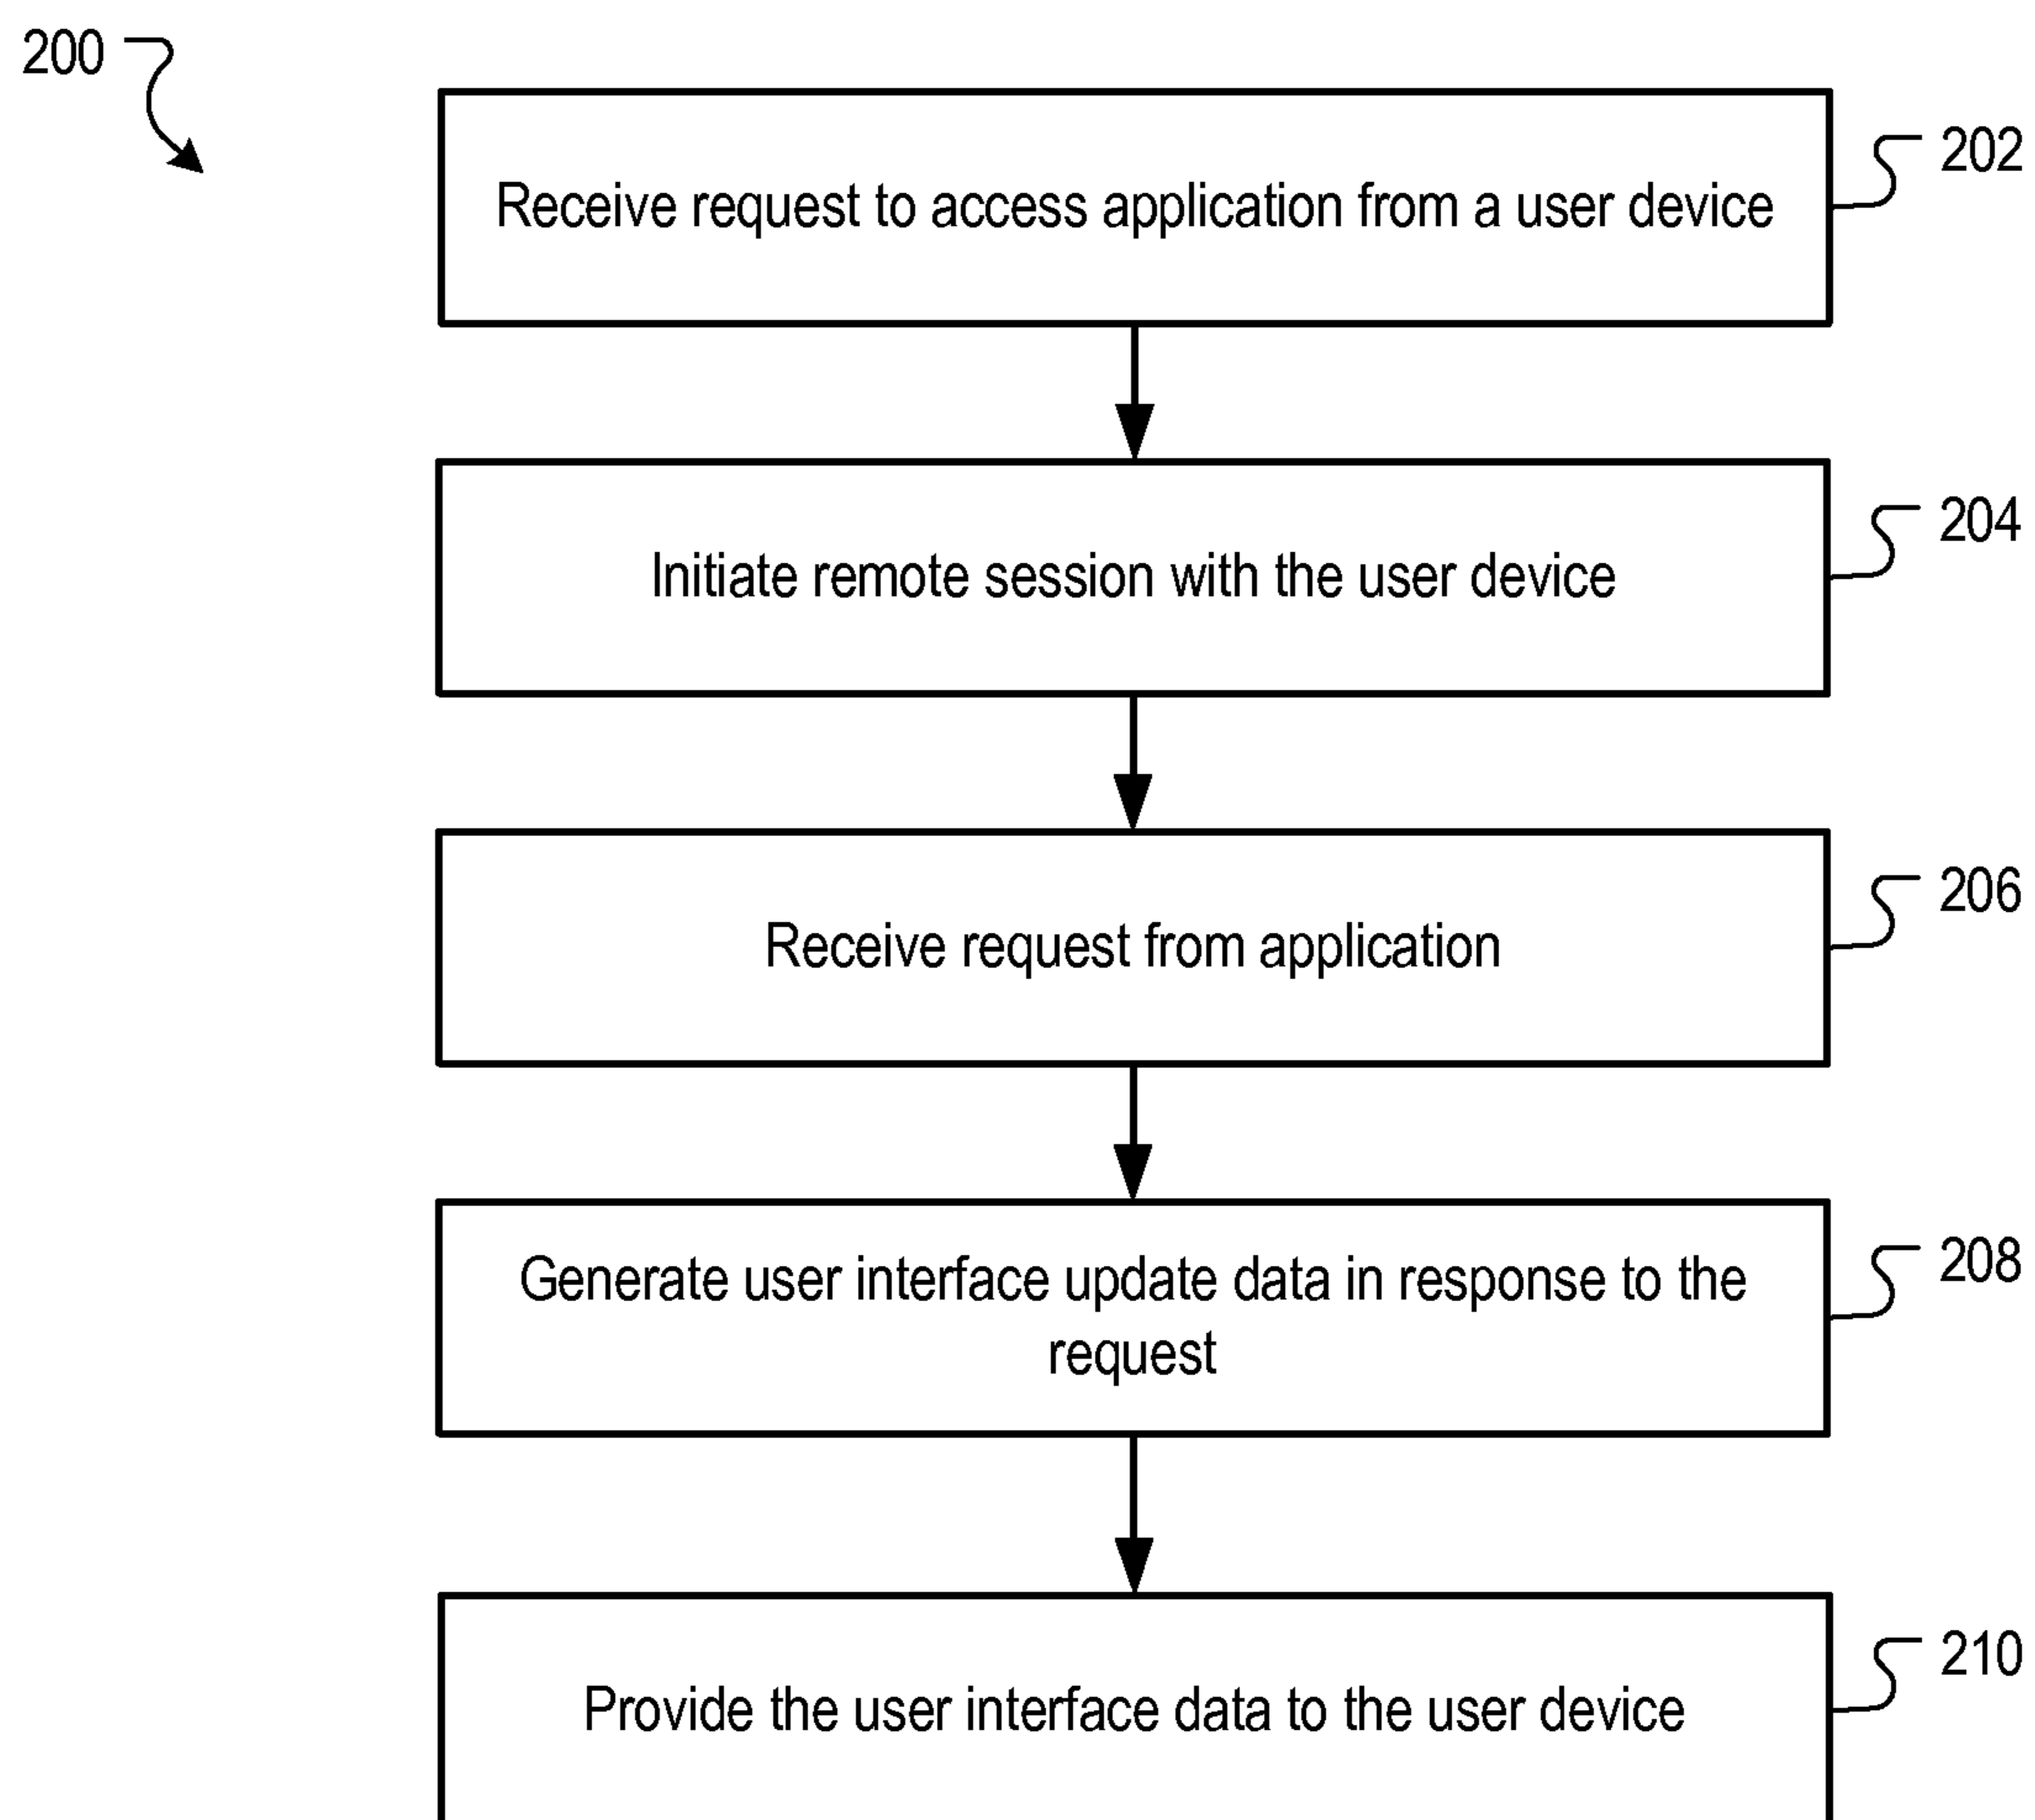 200
202
Receive request to access application from a user device
204
Initiate remote session with the user device
206
Receive request from application
208
Generate user interface update data in response to the
request
210
Provide the user interface data to the user device